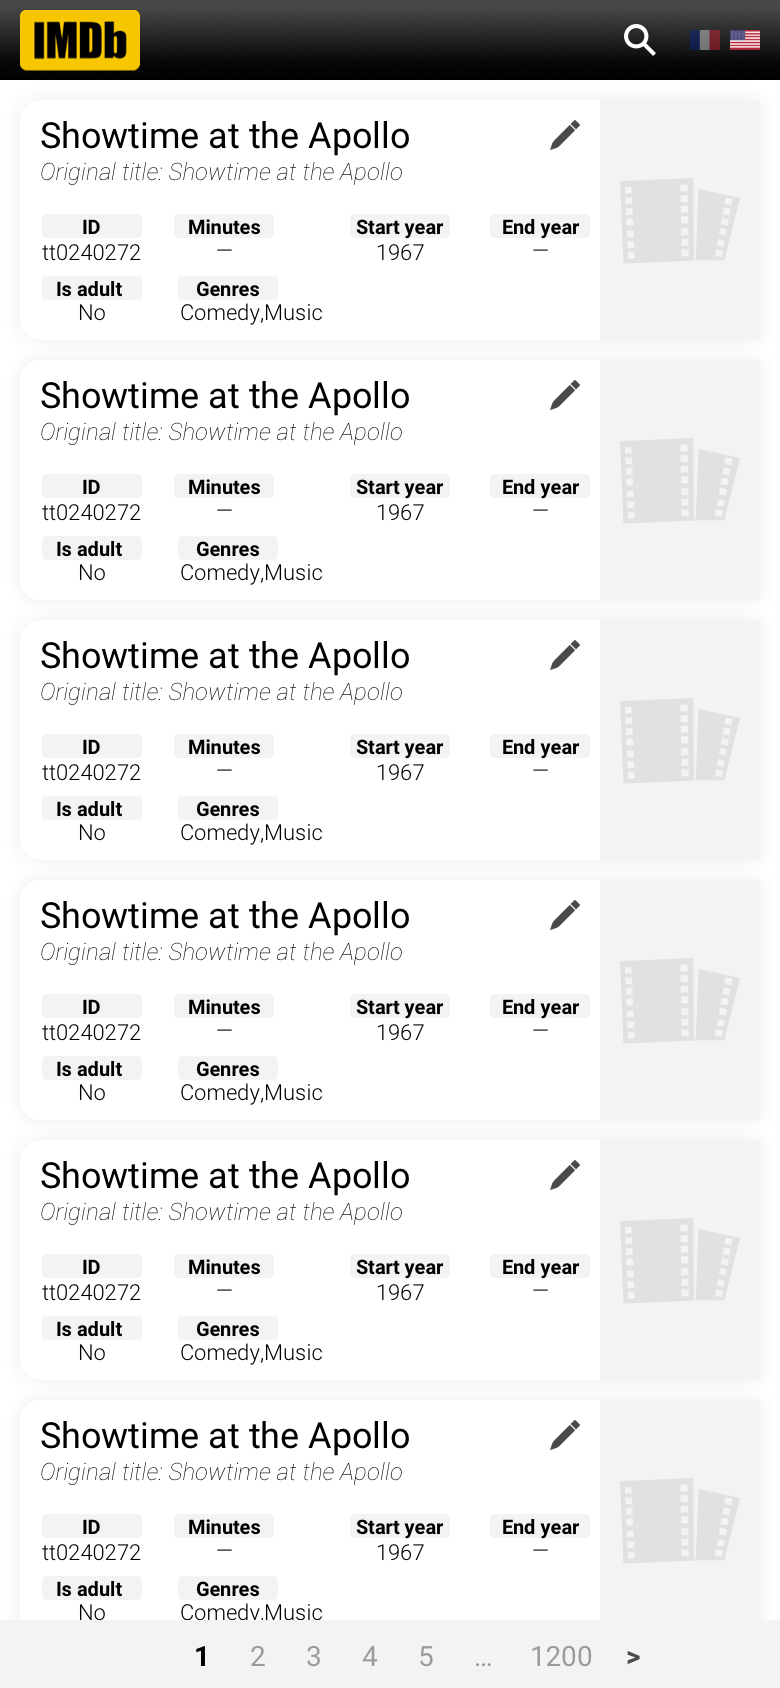 IMDb
Showtime at the Apollo
Original title: Showtime at the Apollo
ID Minutes Start year End year
tt0240272 — 1967 —
Is adult Genres
No Comedy,Music
Showtime at the Apollo
Original title: Showtime at the Apollo
ID Minutes Start year End year
tt0240272 — 1967 —
Is adult Genres
No Comedy,Music
Showtime at the Apollo
Original title: Showtime at the Apollo
ID Minutes Start year End year
tt0240272 — 1967 —
Is adult Genres
No Comedy,Music
Showtime at the Apollo
Original title: Showtime at the Apollo
ID Minutes Start year End year
tt0240272 — 1967 —
Is adult Genres
No Comedy,Music
Showtime at the Apollo
Original title: Showtime at the Apollo
ID Minutes Start year End year
tt0240272 — 1967 —
Is adult Genres
No Comedy,Music
Showtime at the Apollo
Original title: Showtime at the Apollo
ID Minutes Start year End year
tt0240272 — 1967 —
Is adult Genres
No Comedy,Music
1 2 3 4 5 ... 1200 >